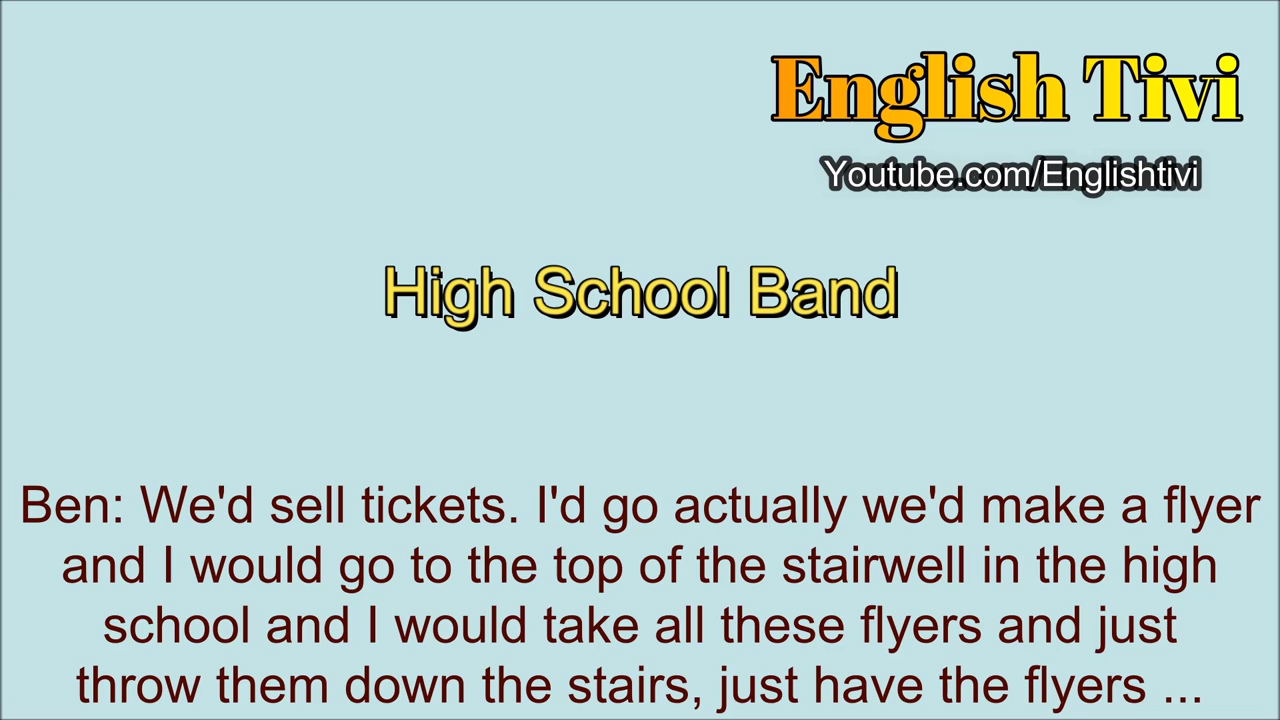 English Tivi
Youtube.com/Englishtivi
High School Band
Ben: We'd sell tickets. I'd go actually we'd make a flyer
and I would go to the top of the stairwell in the high
school and I would take all these flyers and just
throw them down the stairs, just have the flyers ...